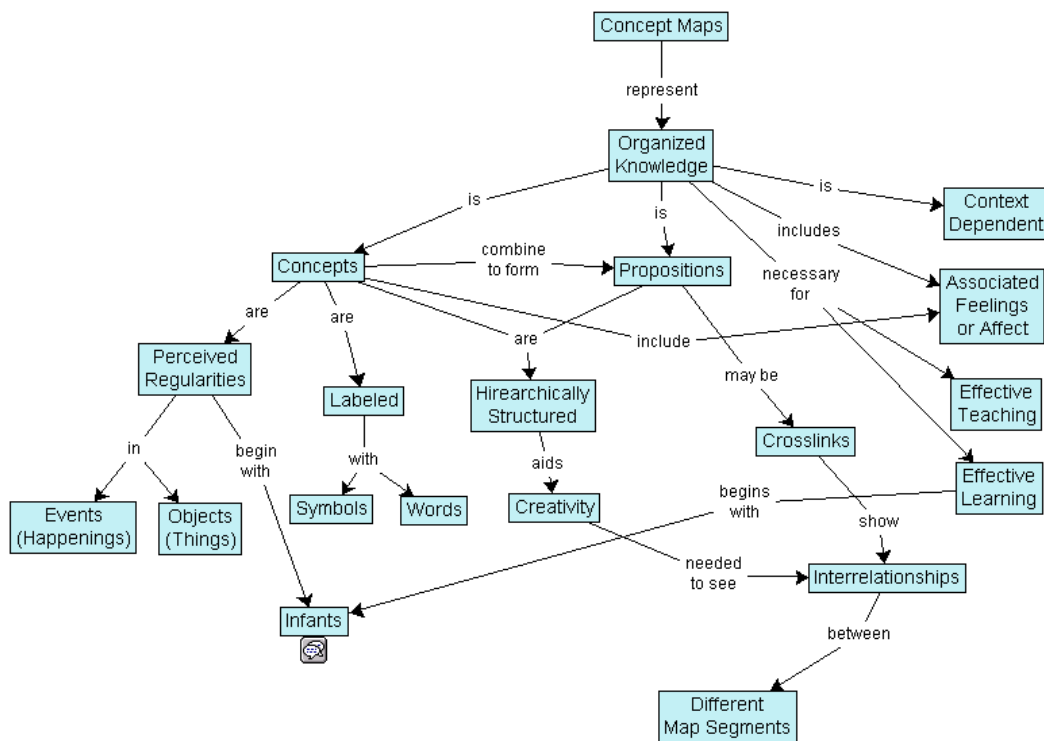 Concept Maps
represent
Organized
Knowledge
is
is
is
Context
Dependent
includes
combine
to form
Concepts
Propositions
necessary
for
Associated
Feelings
or Affect
are
are
are
include
Perceived
Regularities
may be
Labeled
Hirearchically
Structured
Effective
Teaching
Crosslinks
in
begin
with
with
aids
Effective
Learning
begins
with
Events
(Happenings)
Objects
(Things)
Symbols
Words
Creativity
show
needed
to see
Interrelationships
Infants
between
Different
Map Segments